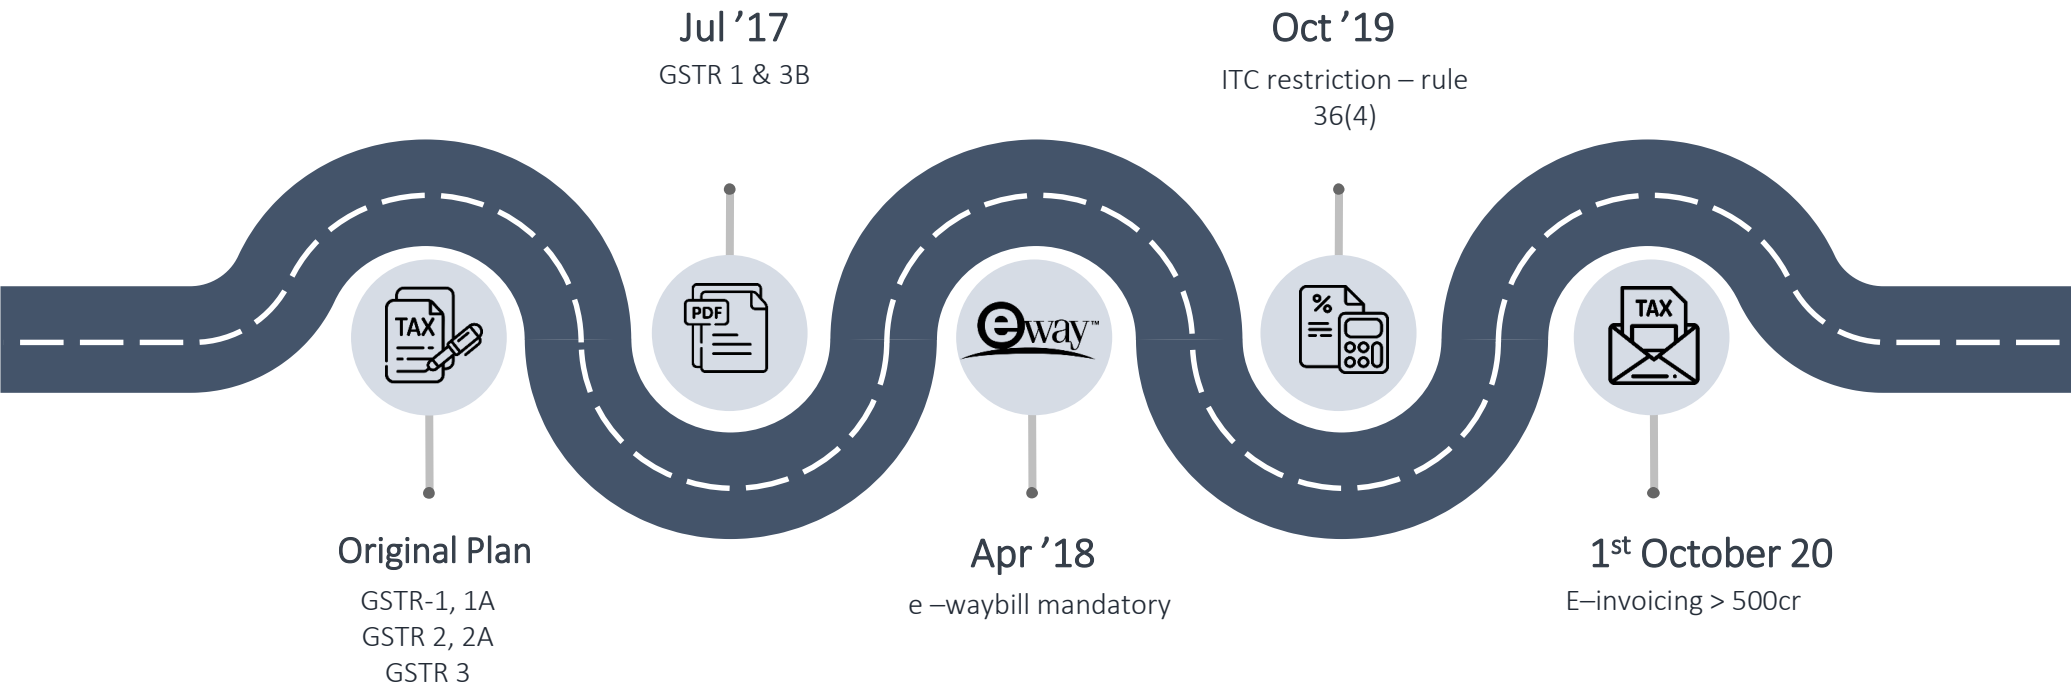 Jul ’17
GSTR 1 & 3B
Oct ’19
ITC restriction – rule
36(4)
TAX
PDF
eway™
%
TAX
Original Plan
GSTR-1, 1A
GSTR 2, 2A
GSTR 3
Apr ’18
e –waybill mandatory
1st October 20
E–invoicing > 500cr